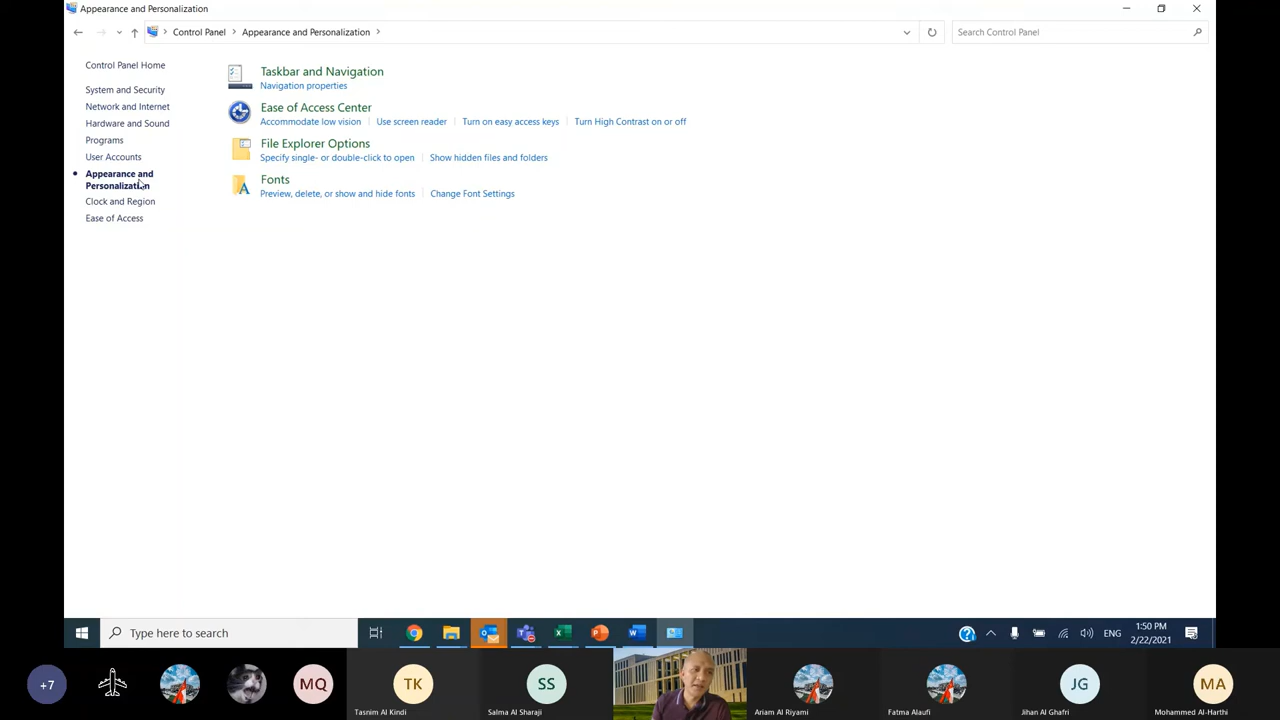 Appearance and Personalization
Control Panel
Appearance and Personalization
Search Control Panel
Control Panel Home
System and Security
Network and Internet
Hardware and Sound
Programs
User Accounts
Appearance and
Personalization
Clock and Region
Ease of Access
Taskbar and Navigation
Navigation properties
Ease of Access Center
Accommodate low vision
Use screen reader
Turn on easy access keys
Turn High Contrast on or off
File Explorer Options
Specify single- or double-click to open
Show hidden files and folders
Fonts
Preview, delete, or show and hide fonts
Change Font Settings
Type here to search
ENG
1:50 PM
2/22/2021
+7
MQ
TK
Tasnim Al Kindi
SS
Salma Al Sharaji
Ariam Al Riyami
Fatma Alaufi
JG
Jihan Al Ghafri
MA
Mohammed Al-Harthi